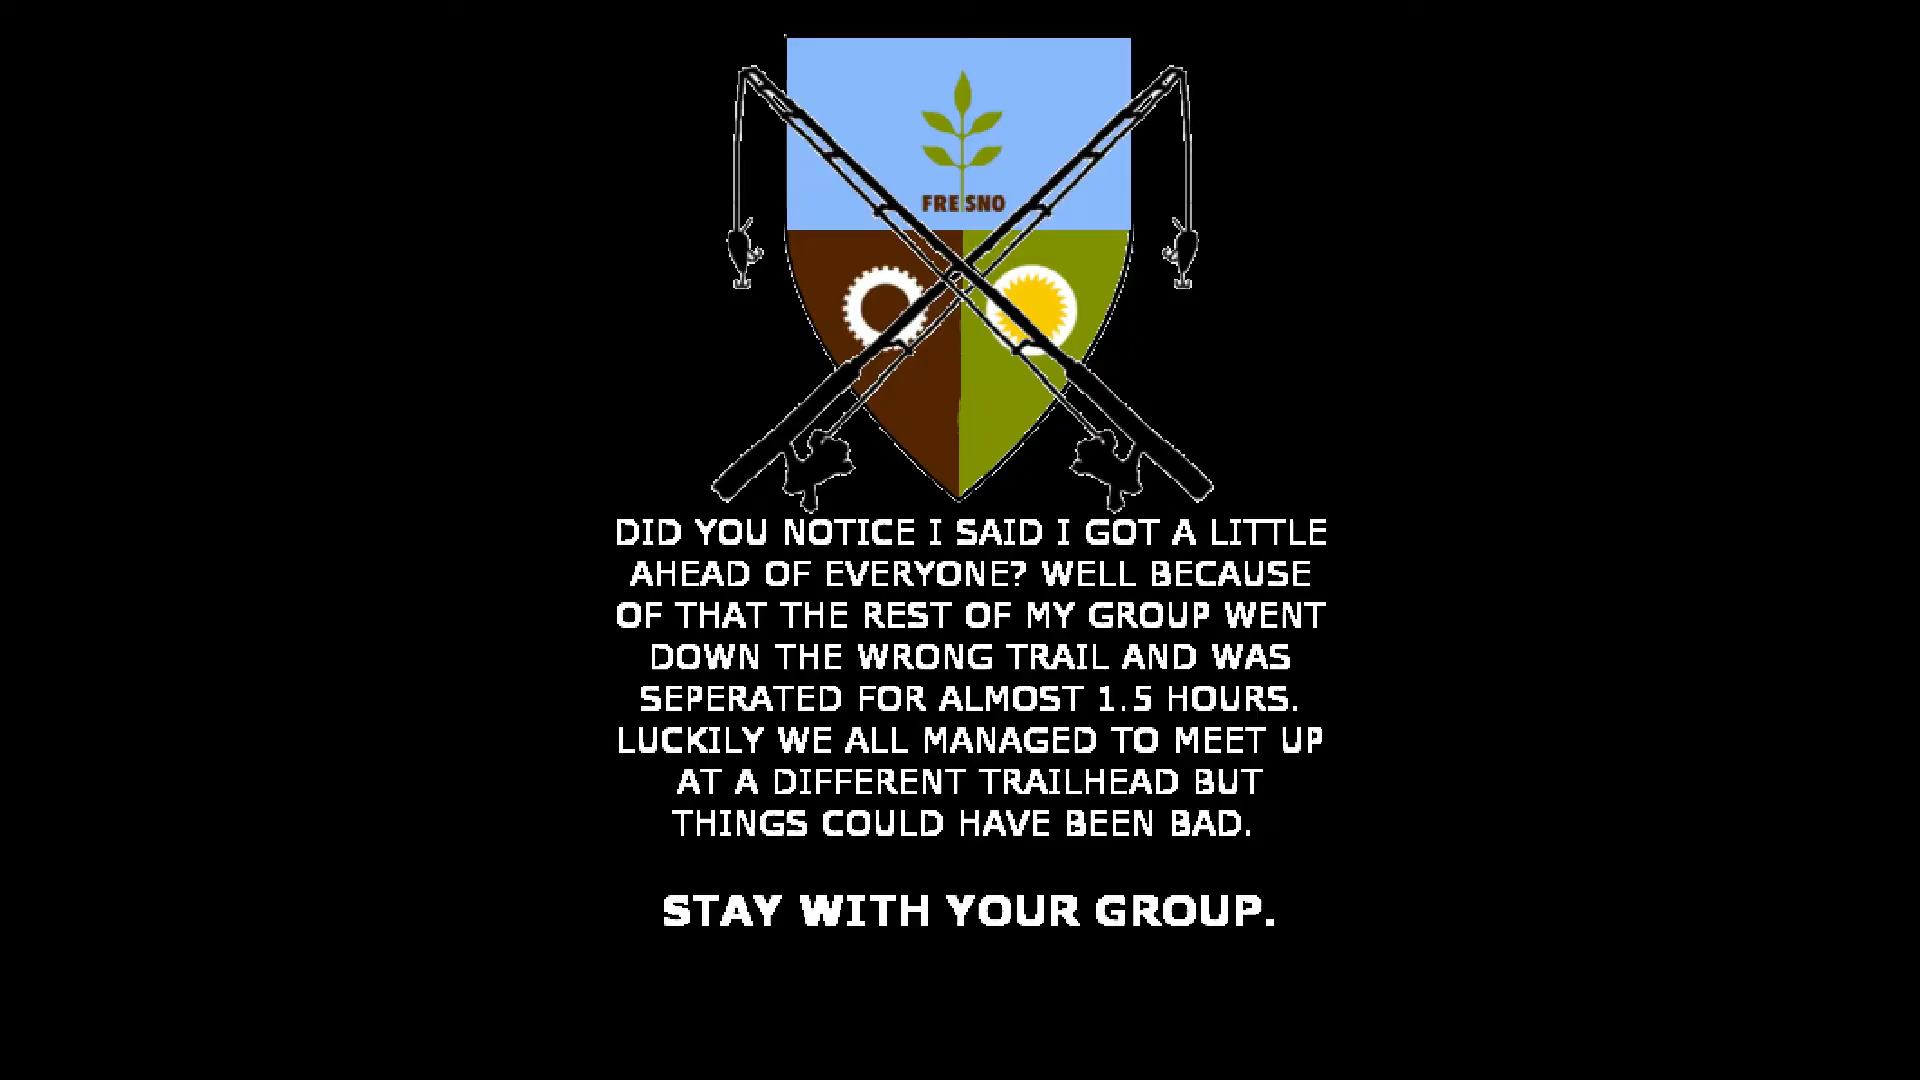 FRESNO
DID YOU NOTICE I SAID I GOT A LITTLE
AHEAD OF EVERYONE? WELL BECAUSE
OF THAT THE REST OF MY GROUP WENT
DOWN THE WRONG TRAIL AND WAS
SEPERATED FOR ALMOST 1.5 HOURS.
LUCKILY WE ALL MANAGED TO MEET UP
AT A DIFFERENT TRAILHEAD BUT
THINGS COULD HAVE BEEN BAD.
STAY WITH YOUR GROUP.